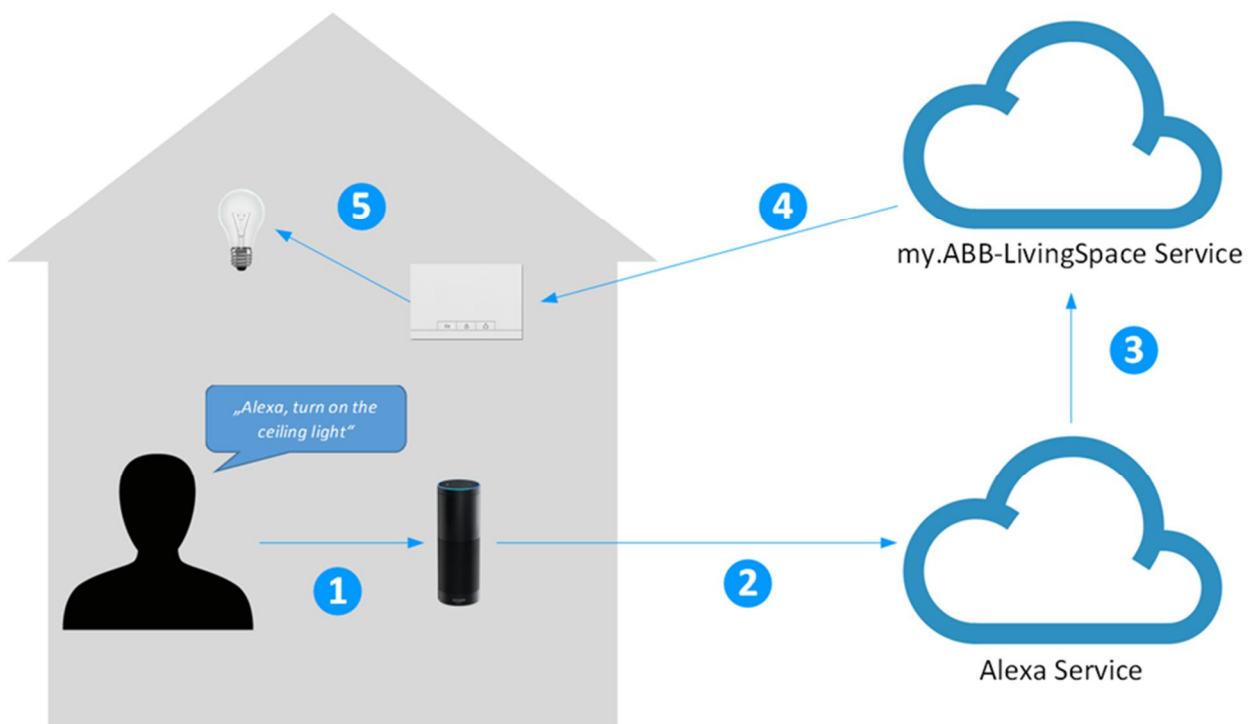 5
4
my.ABB-LivingSpace Service
3
„Alexa, turn on the
ceiling light“
1
2
Alexa Service